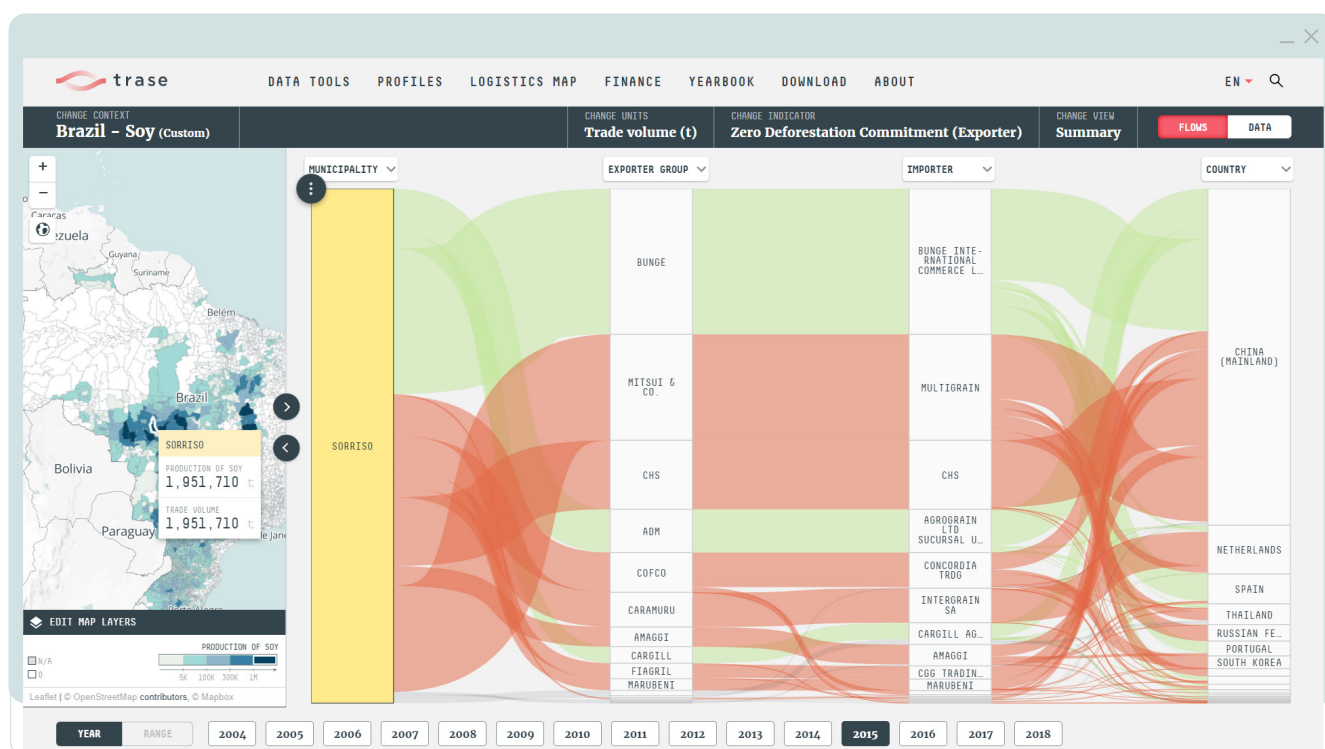 trase
DATA TOOLS PROFILES LOGISTICS MAP FINANCE YEARBOOK DOWNLOAD ABOUT
EN
CHANGE CONTEXT
Brazil – Soy (Custom)
CHANGE UNITS
Trade volume (t)
CHANGE INDICATOR
Zero Deforestation Commitment (Exporter)
CHANGE VIEW
Summary
FLOWS DATA
+
−
Caracas
ezuela
Guyana
Suriname
Belém
Brazil
Bolivia
Paraguay
de Jane
Porto Alegre
SORRISO
PRODUCTION OF SOY
1,951,710 t
TRADE VOLUME
1,951,710 t
EDIT MAP LAYERS
PRODUCTION OF SOY
N/A
0
5K 100K 300K 1M
Leaflet | © OpenStreetMap contributors, © Mapbox
MUNICIPALITY
SORRISO
EXPORTER GROUP
BUNGE
MITSUI &
CO.
CHS
ADM
COFCO
CARAMURU
AMAGGI
CARGILL
FIAGRIL
MARUBENI
IMPORTER
BUNGE INTE-
RNATIONAL
COMMERCE L…
MULTIGRAIN
CHS
AGROGRAIN
LTD
SUCURSAL U…
CONCORDIA
TRDG
INTERGRAIN
SA
CARGILL AG…
AMAGGI
CGG TRADIN…
MARUBENI
COUNTRY
CHINA
(MAINLAND)
NETHERLANDS
SPAIN
THAILAND
RUSSIAN FE…
PORTUGAL
SOUTH KOREA
YEAR RANGE 2004 2005 2006 2007 2008 2009 2010 2011 2012 2013 2014 2015 2016 2017 2018